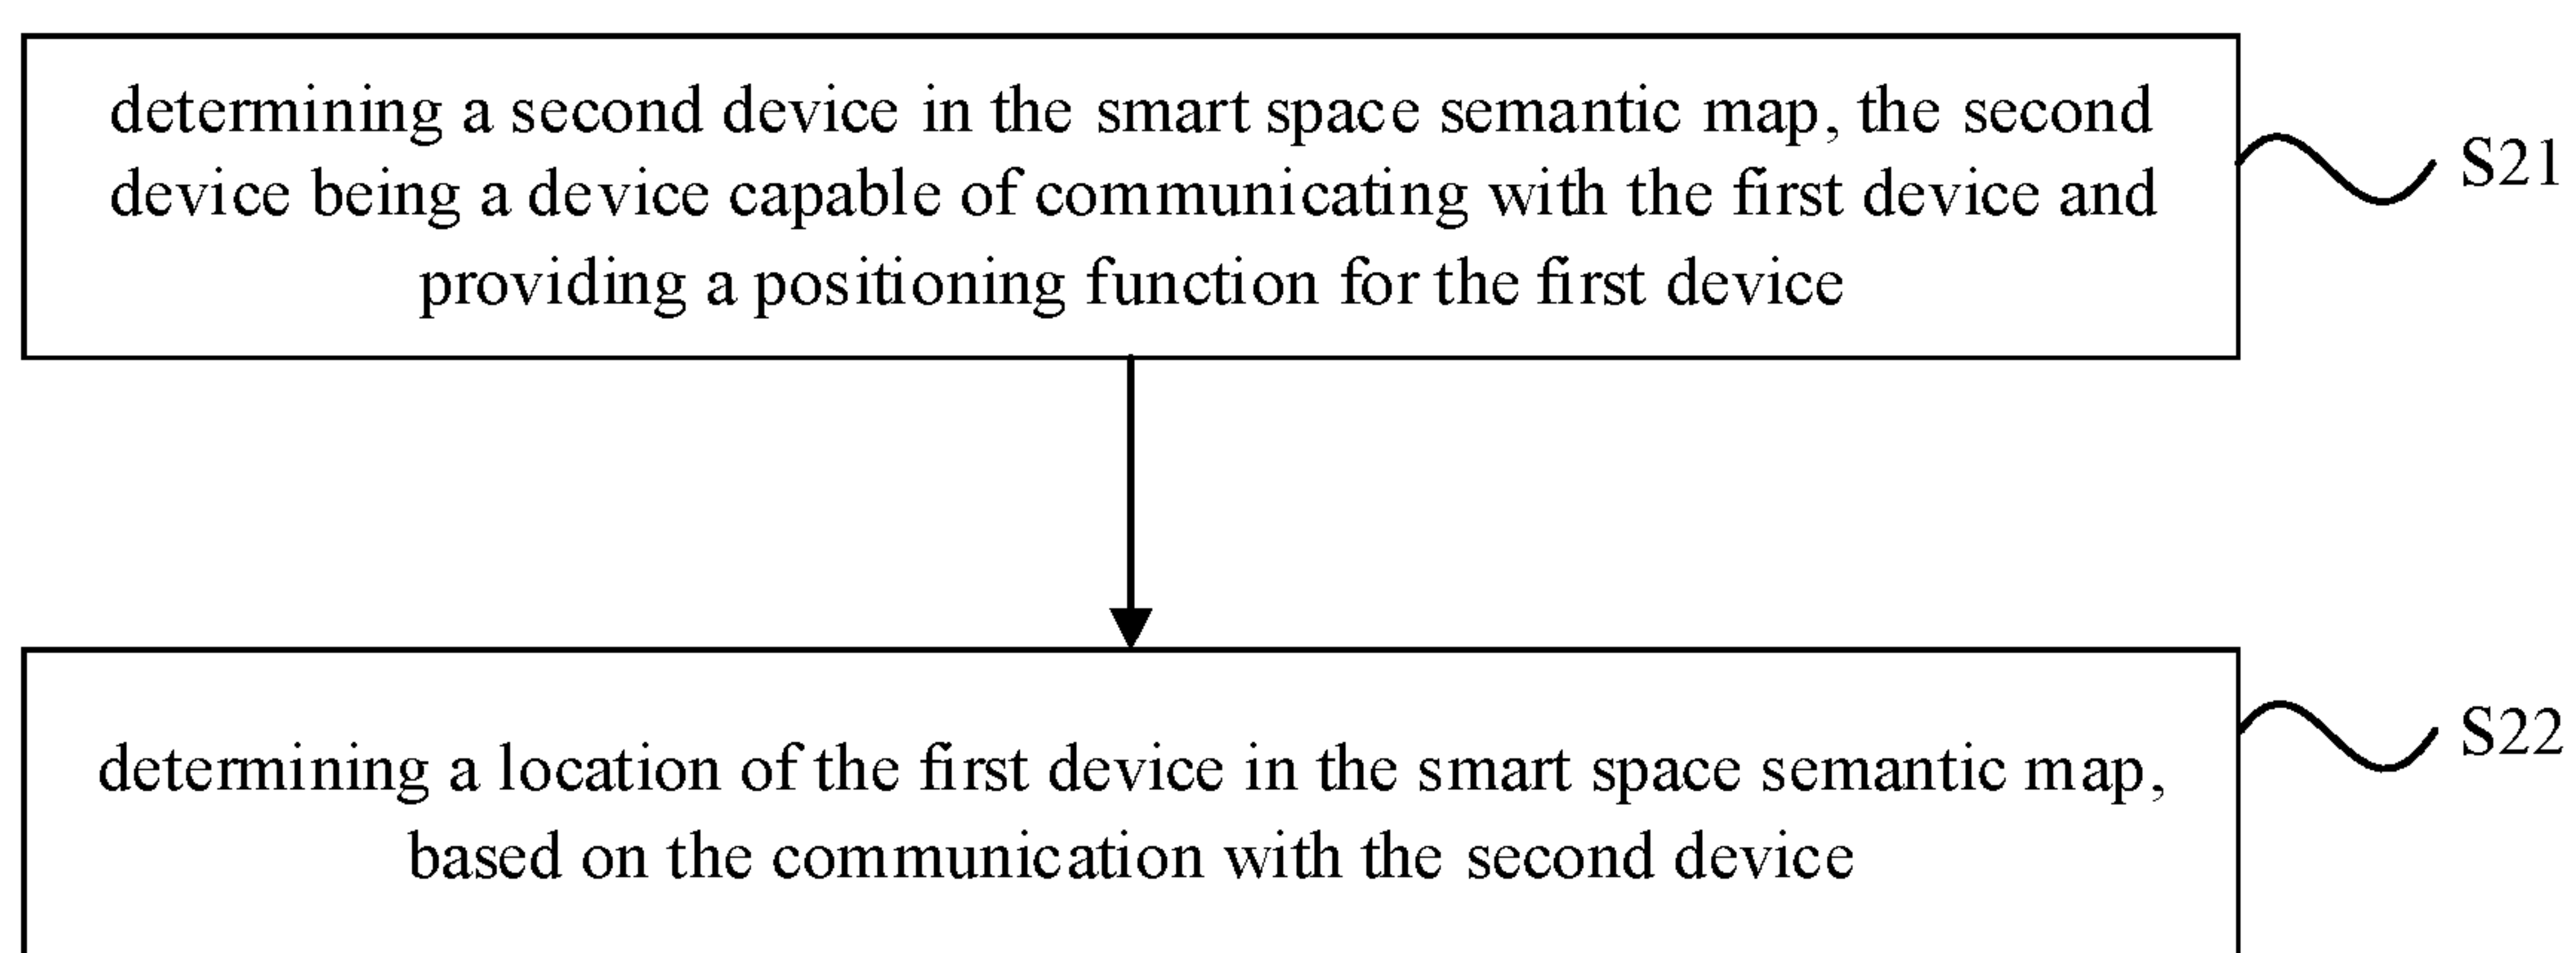 determining a second device in the smart space semantic map, the second
device being a device capable of communicating with the first device and
providing a positioning function for the first device
S21
determining a location of the first device in the smart space semantic map,
based on the communication with the second device
S22